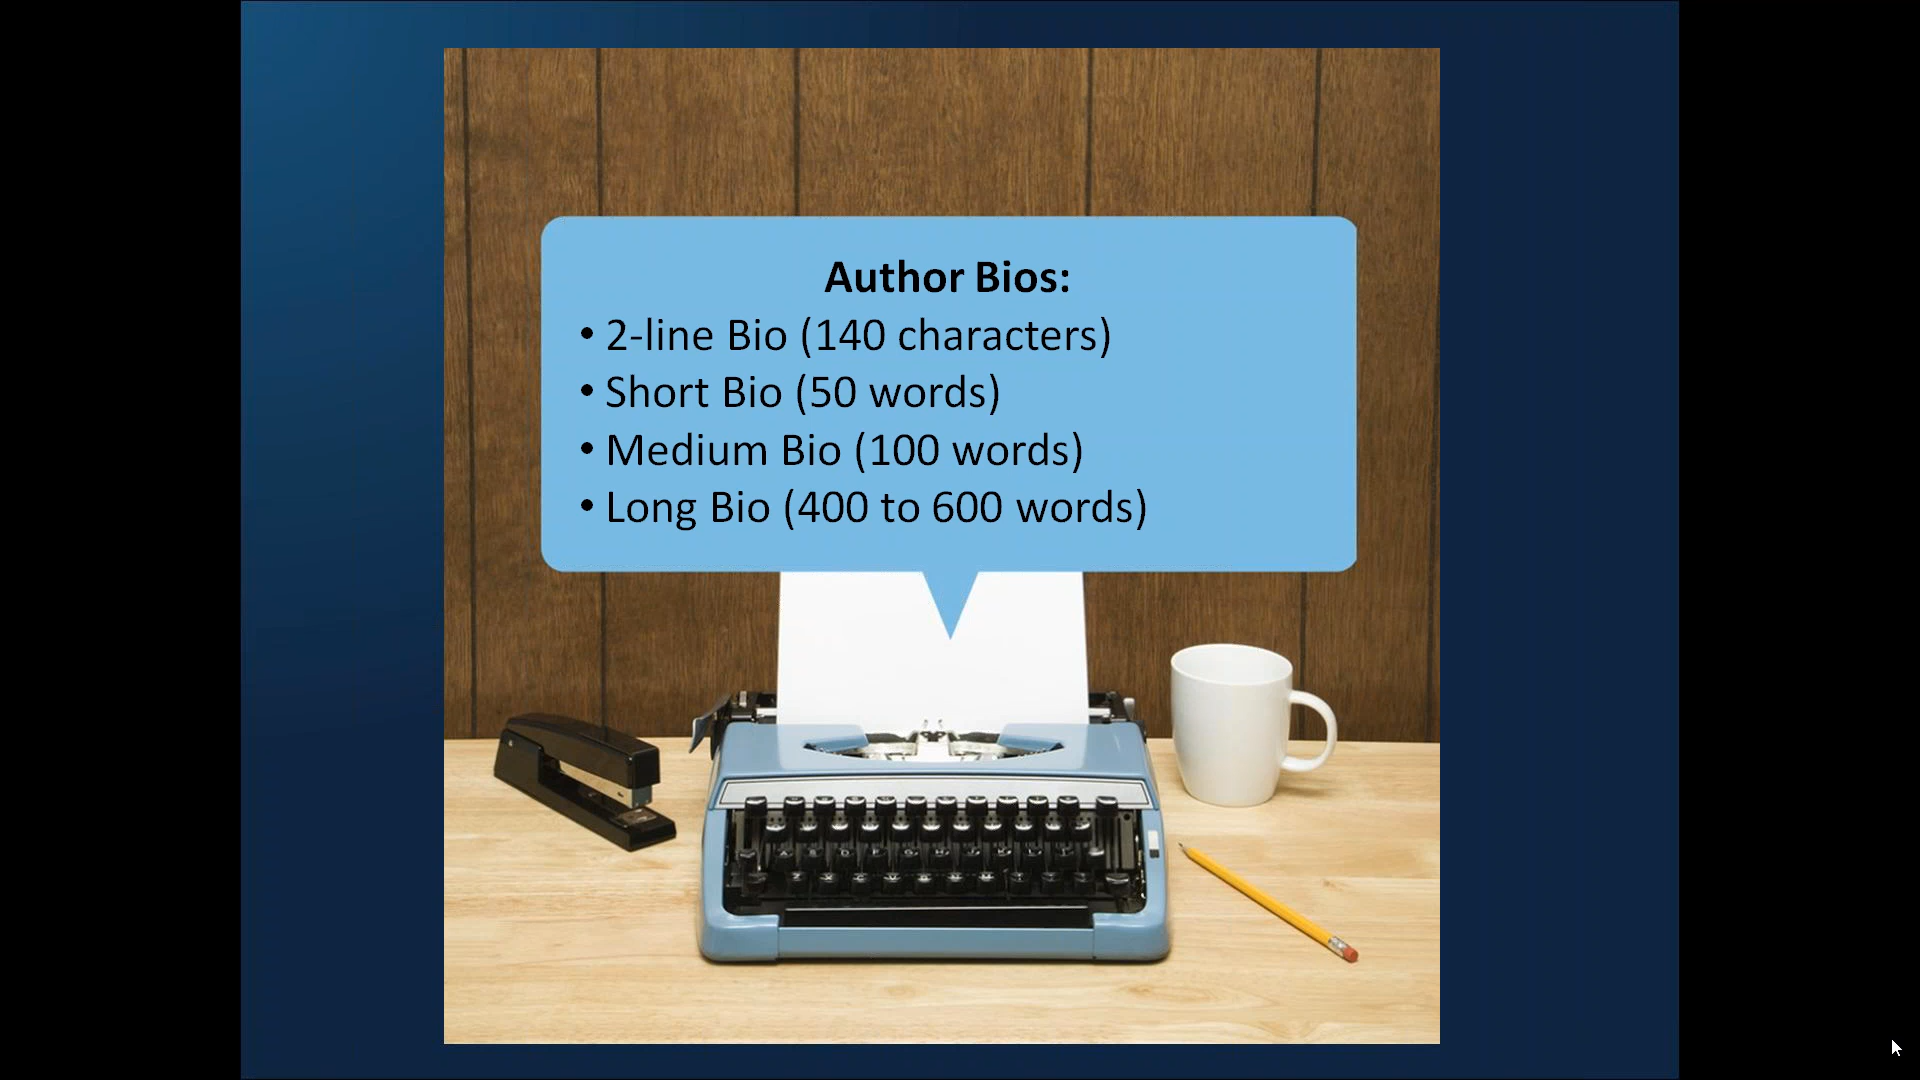 Author Bios:
• 2-line Bio (140 characters)
• Short Bio (50 words)
• Medium Bio (100 words)
• Long Bio (400 to 600 words)